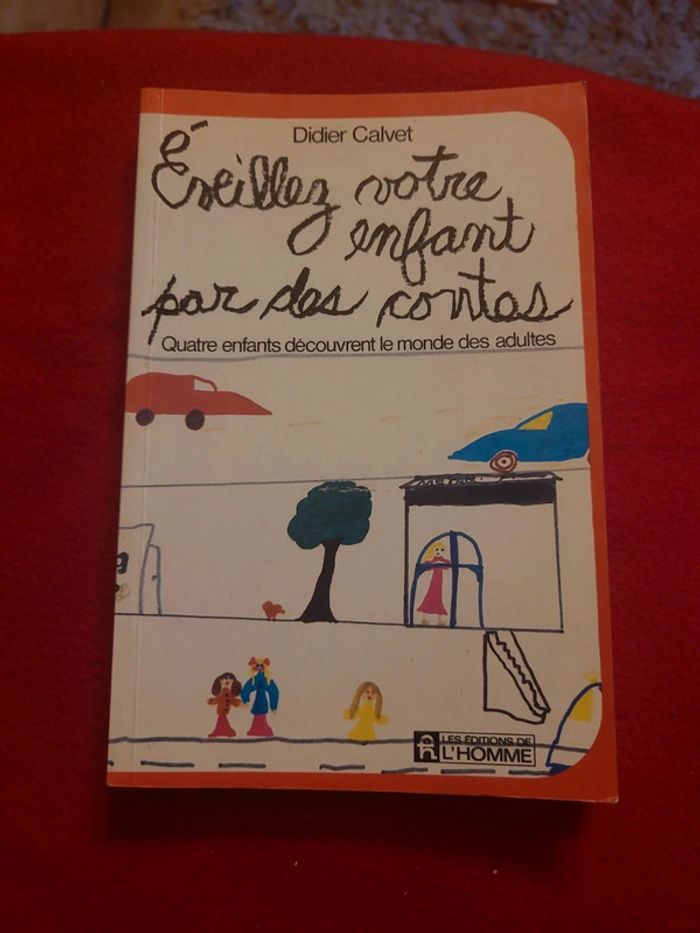 Didier Calvet
Éveillez votre
enfant
par des contes
Quatre enfants découvrent le monde des adultes
LES ÉDITIONS DE
L'HOMME